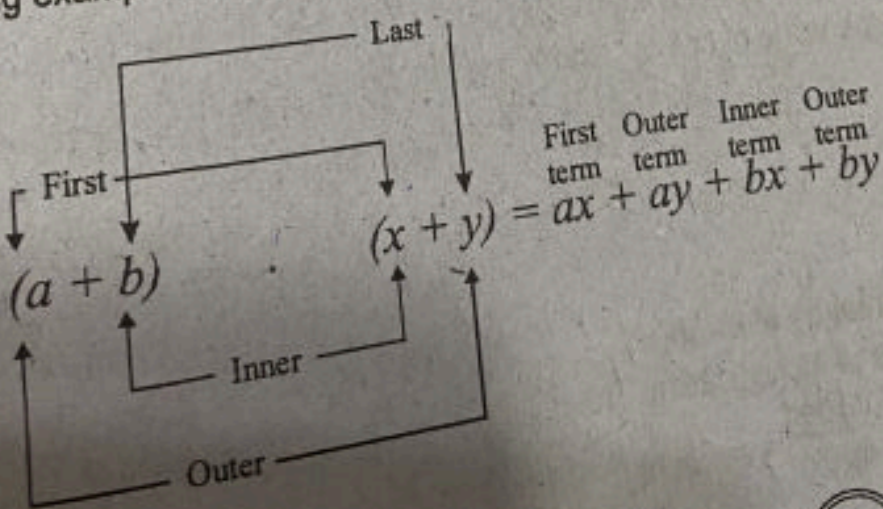 Last
First
First Outer Inner Outer
term term term term
(a + b) (x + y) = ax + ay + bx + by
Inner
Outer